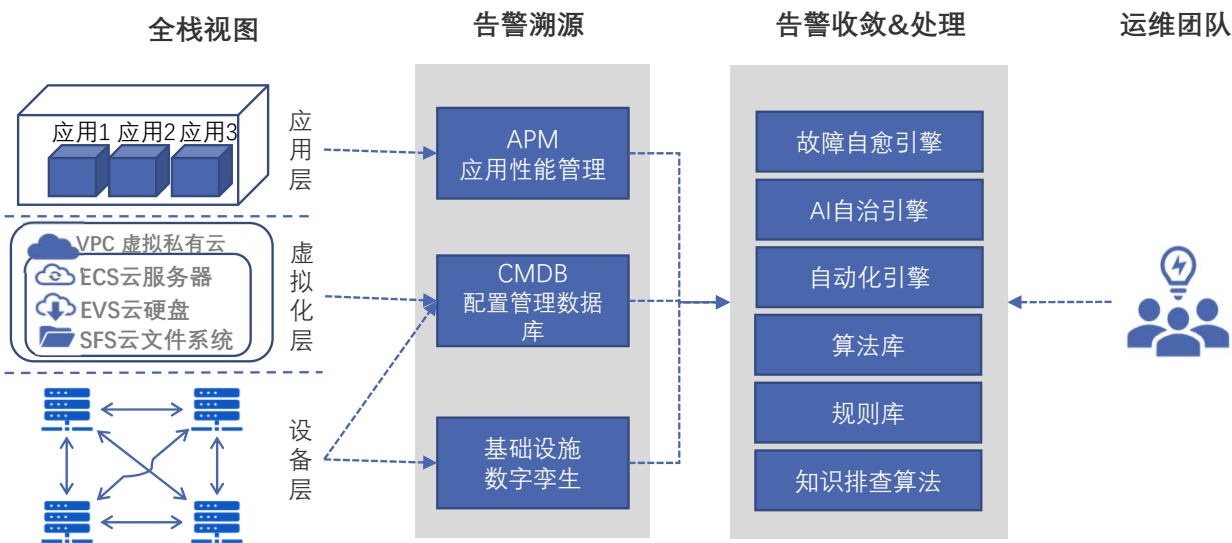 全栈视图
告警溯源
告警收敛&处理
运维团队
应用1 应用2 应用3
应
用
层
VPC 虚拟私有云
ECS云服务器
EVS云硬盘
SFS云文件系统
虚
拟
化
层
设
备
层
APM
应用性能管理
CMDB
配置管理数据
库
基础设施
数字孪生
故障自愈引擎
AI自治引擎
自动化引擎
算法库
规则库
知识排查算法